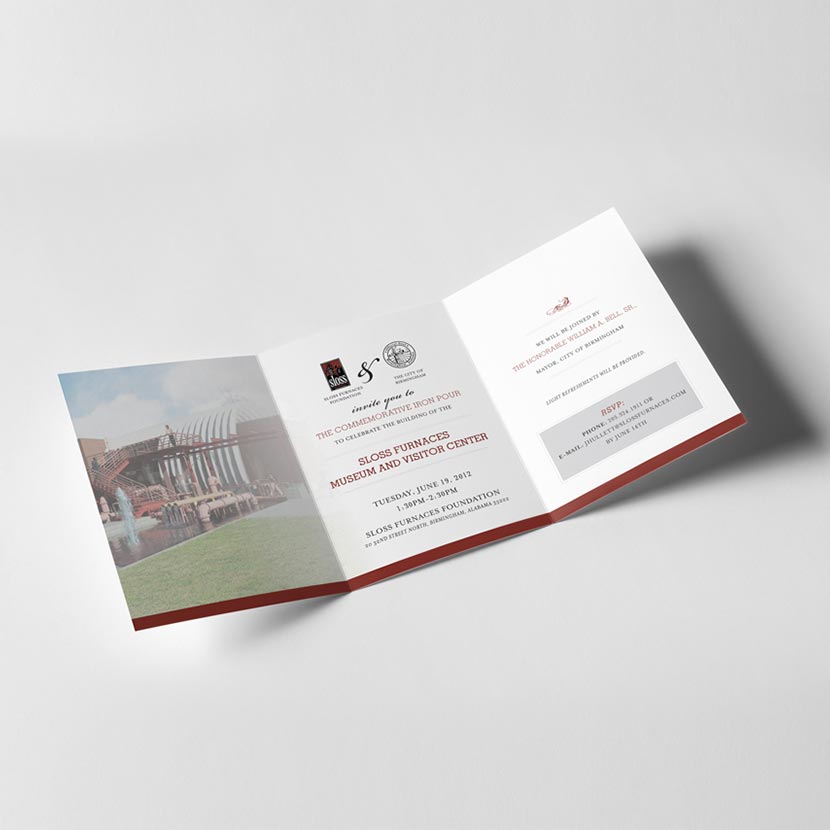 sloss
SLOSS FURNACES
FOUNDATION
&
THE CITY OF
BIRMINGHAM
invite you to
THE COMMEMORATIVE IRON POUR
TO CELEBRATE THE BUILDING OF THE
SLOSS FURNACES
MUSEUM AND VISITOR CENTER
TUESDAY, JUNE 19, 2012
1:30PM-2:30PM
SLOSS FURNACES FOUNDATION
20 32ND STREET NORTH, BIRMINGHAM, ALABAMA 35222
WE WILL BE JOINED BY
THE HONORABLE WILLIAM A. BELL, SR.,
MAYOR, CITY OF BIRMINGHAM
LIGHT REFRESHMENTS WILL BE PROVIDED.
RSVP:
PHONE: 205.324.1911 OR
E-MAIL: JHULLETT@SLOSSFURNACES.COM
BY JUNE 14TH